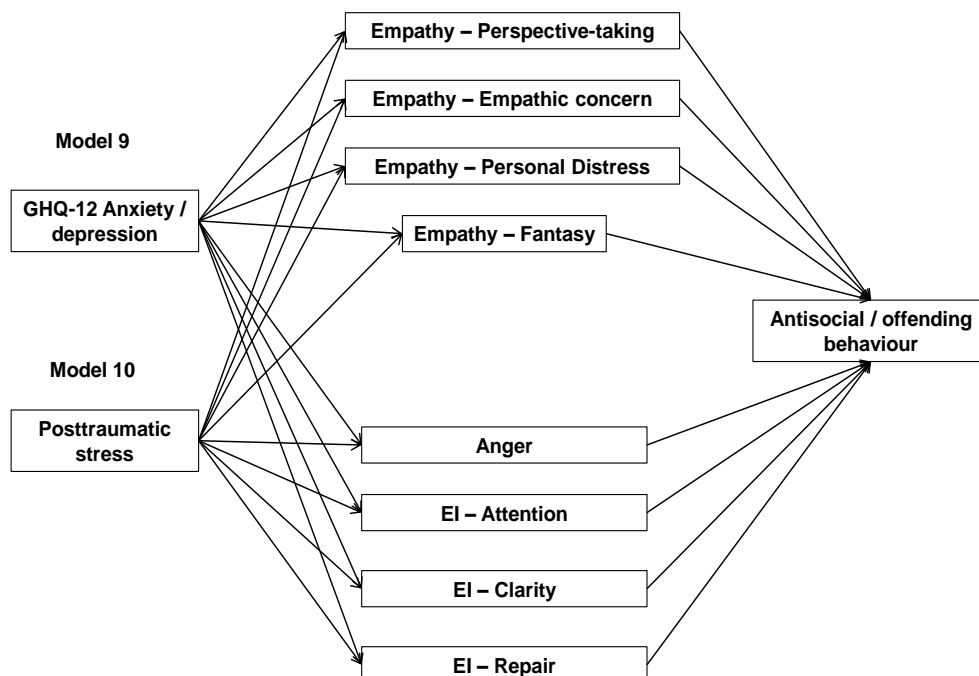 Empathy – Perspective-taking
Empathy – Empathic concern
Model 9
Empathy – Personal Distress
GHQ-12 Anxiety /
depression
Empathy – Fantasy
Antisocial / offending
behaviour
Model 10
Posttraumatic
stress
Anger
EI – Attention
EI – Clarity
EI – Repair